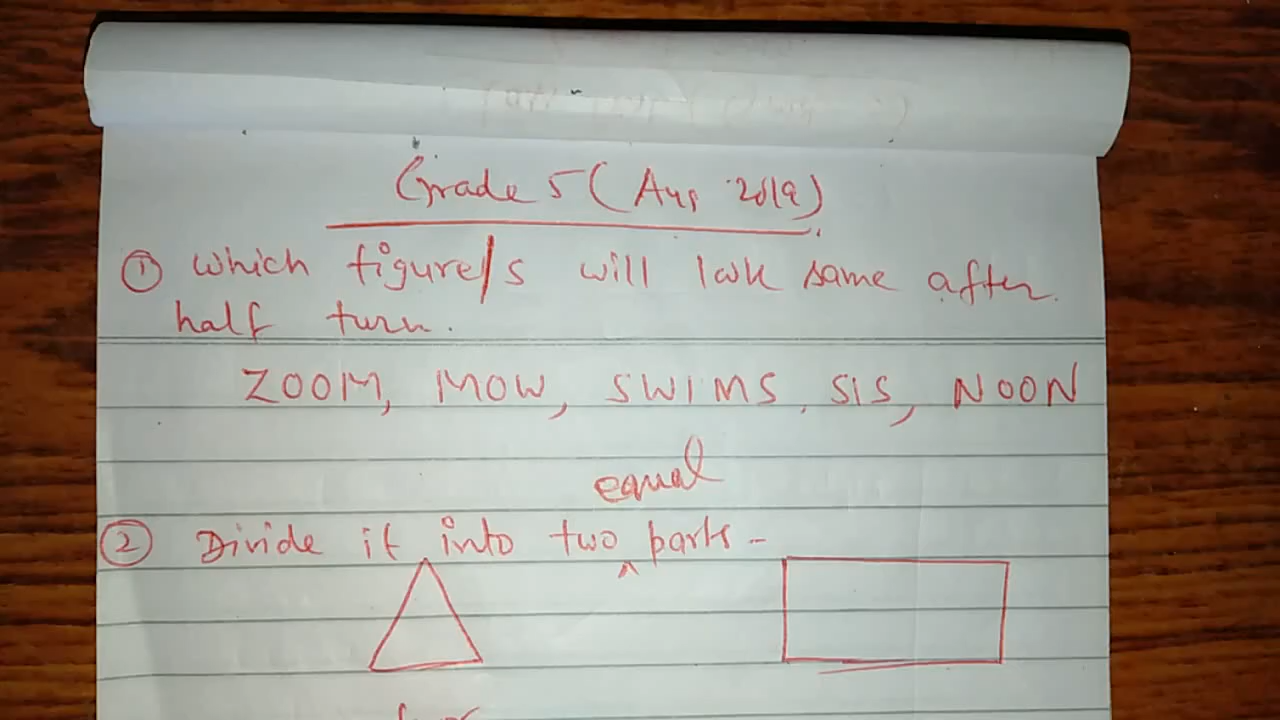 Grade 5 (Aug 2019)
① which figure/s will look same after.
half turn.
ZOOM, MOW, SWIMS, SIS, NOON
equal
② Divide it into two ^ parts -